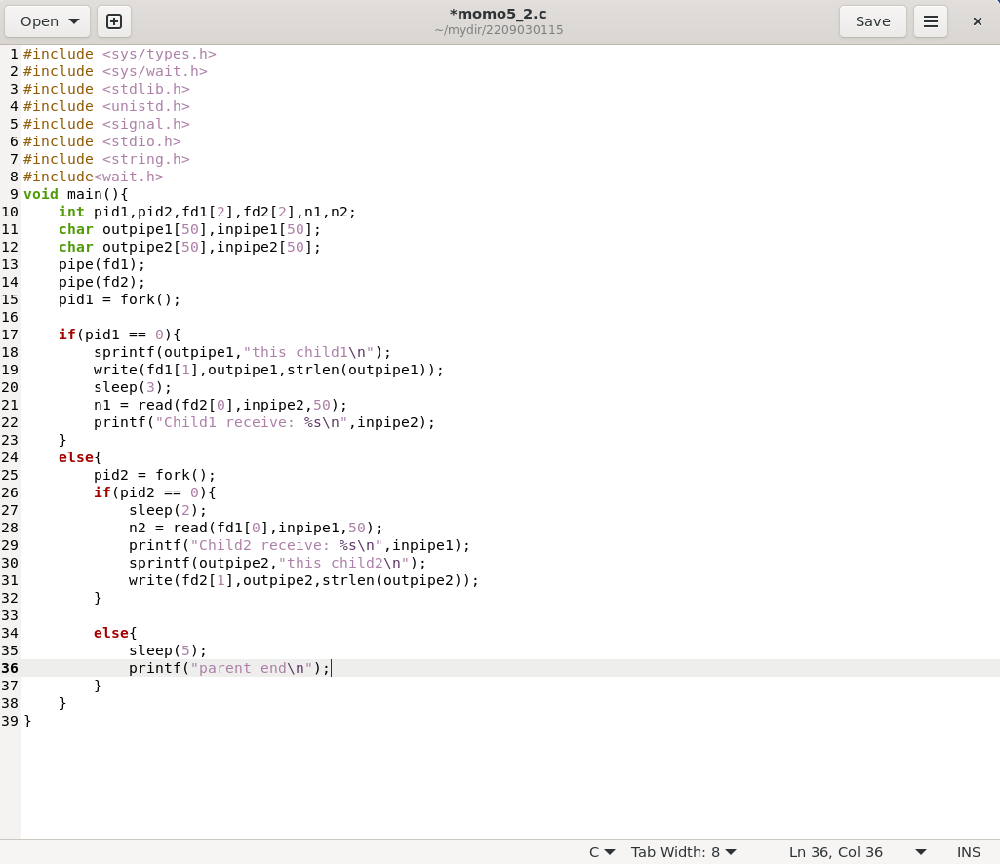 Open
*momo5_2.c
~/mydir/2209030115
Save
1 #include <sys/types.h>
2 #include <sys/wait.h>
3 #include <stdlib.h>
4 #include <unistd.h>
5 #include <signal.h>
6 #include <stdio.h>
7 #include <string.h>
8 #include<wait.h>
9 void main(){
10     int pid1,pid2,fd1[2],fd2[2],n1,n2;
11     char outpipe1[50],inpipe1[50];
12     char outpipe2[50],inpipe2[50];
13     pipe(fd1);
14     pipe(fd2);
15     pid1 = fork();
16
17     if(pid1 == 0){
18         sprintf(outpipe1,"this child1\n");
19         write(fd1[1],outpipe1,strlen(outpipe1));
20         sleep(3);
21         n1 = read(fd2[0],inpipe2,50);
22         printf("Child1 receive: %s\n",inpipe2);
23     }
24     else{
25         pid2 = fork();
26         if(pid2 == 0){
27             sleep(2);
28             n2 = read(fd1[0],inpipe1,50);
29             printf("Child2 receive: %s\n",inpipe1);
30             sprintf(outpipe2,"this child2\n");
31             write(fd2[1],outpipe2,strlen(outpipe2));
32         }
33
34         else{
35             sleep(5);
36             printf("parent end\n");
37         }
38     }
39 }
C
Tab Width: 8
Ln 36, Col 36
INS